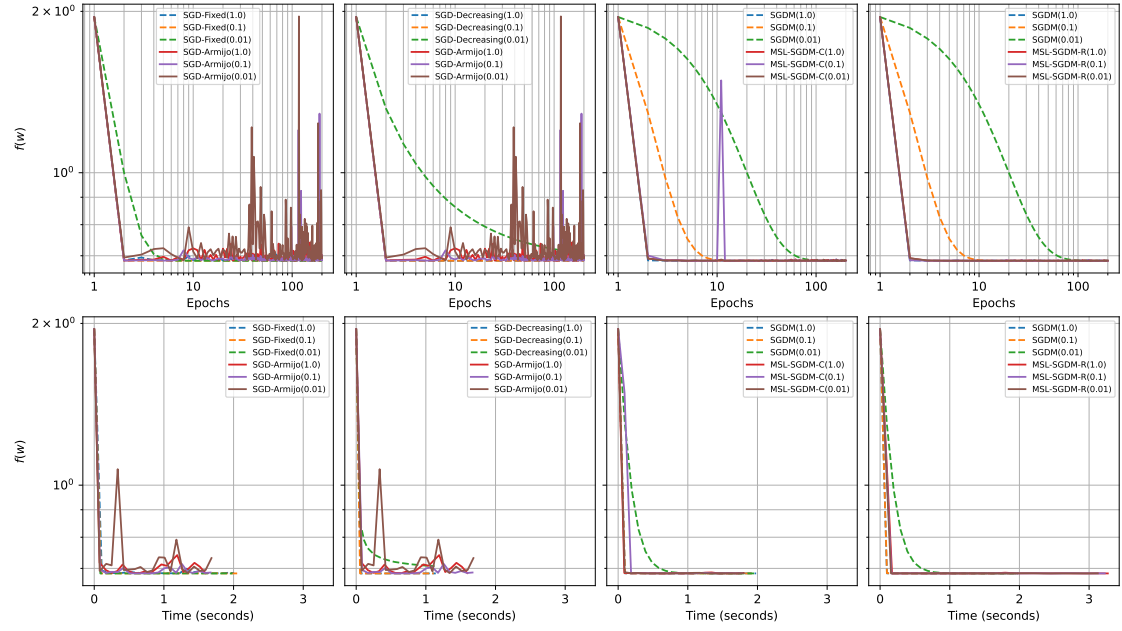 2 × 10⁰
10⁰
f(w)
SGD-Fixed(1.0)
SGD-Fixed(0.1)
SGD-Fixed(0.01)
SGD-Armijo(1.0)
SGD-Armijo(0.1)
SGD-Armijo(0.01)
1
10
100
Epochs
SGD-Decreasing(1.0)
SGD-Decreasing(0.1)
SGD-Decreasing(0.01)
SGD-Armijo(1.0)
SGD-Armijo(0.1)
SGD-Armijo(0.01)
1
10
100
Epochs
SGDM(1.0)
SGDM(0.1)
SGDM(0.01)
MSL-SGDM-C(1.0)
MSL-SGDM-C(0.1)
MSL-SGDM-C(0.01)
1
10
100
Epochs
SGDM(1.0)
SGDM(0.1)
SGDM(0.01)
MSL-SGDM-R(1.0)
MSL-SGDM-R(0.1)
MSL-SGDM-R(0.01)
1
10
100
Epochs
2 × 10⁰
10⁰
f(w)
SGD-Fixed(1.0)
SGD-Fixed(0.1)
SGD-Fixed(0.01)
SGD-Armijo(1.0)
SGD-Armijo(0.1)
SGD-Armijo(0.01)
0
1
2
3
Time (seconds)
SGD-Decreasing(1.0)
SGD-Decreasing(0.1)
SGD-Decreasing(0.01)
SGD-Armijo(1.0)
SGD-Armijo(0.1)
SGD-Armijo(0.01)
0
1
2
3
Time (seconds)
SGDM(1.0)
SGDM(0.1)
SGDM(0.01)
MSL-SGDM-C(1.0)
MSL-SGDM-C(0.1)
MSL-SGDM-C(0.01)
0
1
2
3
Time (seconds)
SGDM(1.0)
SGDM(0.1)
SGDM(0.01)
MSL-SGDM-R(1.0)
MSL-SGDM-R(0.1)
MSL-SGDM-R(0.01)
0
1
2
3
Time (seconds)